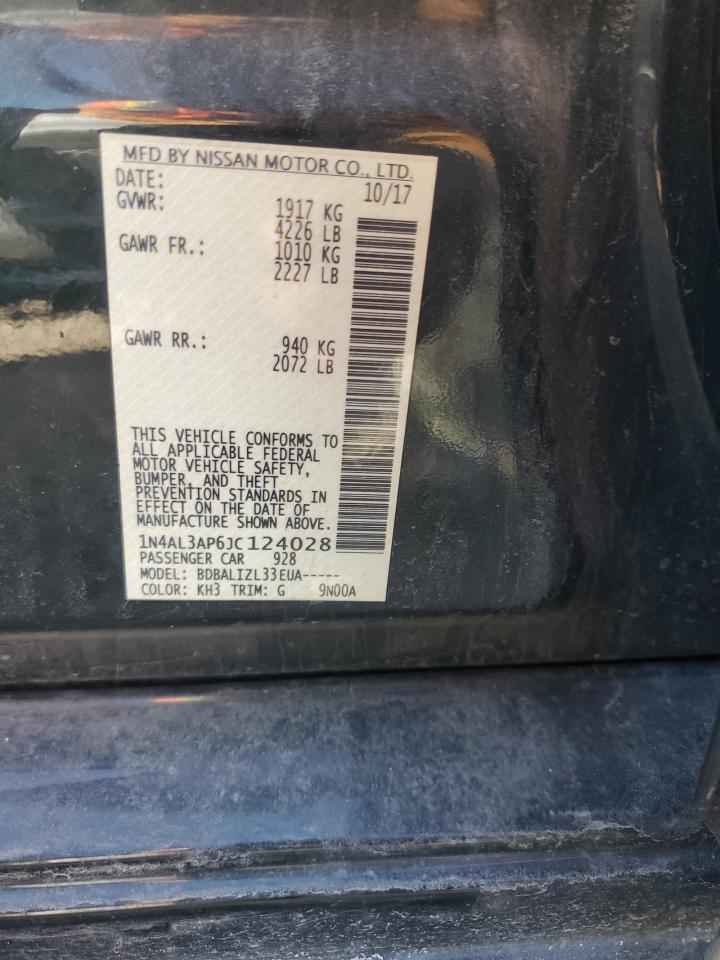 MFD BY NISSAN MOTOR CO., LTD.
DATE: 10/17
GVWR: 1917 KG
4226 LB
GAWR FR.: 1010 KG
2227 LB
GAWR RR.: 940 KG
2072 LB
THIS VEHICLE CONFORMS TO
ALL APPLICABLE FEDERAL
MOTOR VEHICLE SAFETY,
BUMPER, AND THEFT
PREVENTION STANDARDS IN
EFFECT ON THE DATE OF
MANUFACTURE SHOWN ABOVE.
1N4AL3AP6JC124028
PASSENGER CAR 928
MODEL: BDBALIZL33EUA-----
COLOR: KH3 TRIM: G 9N00A